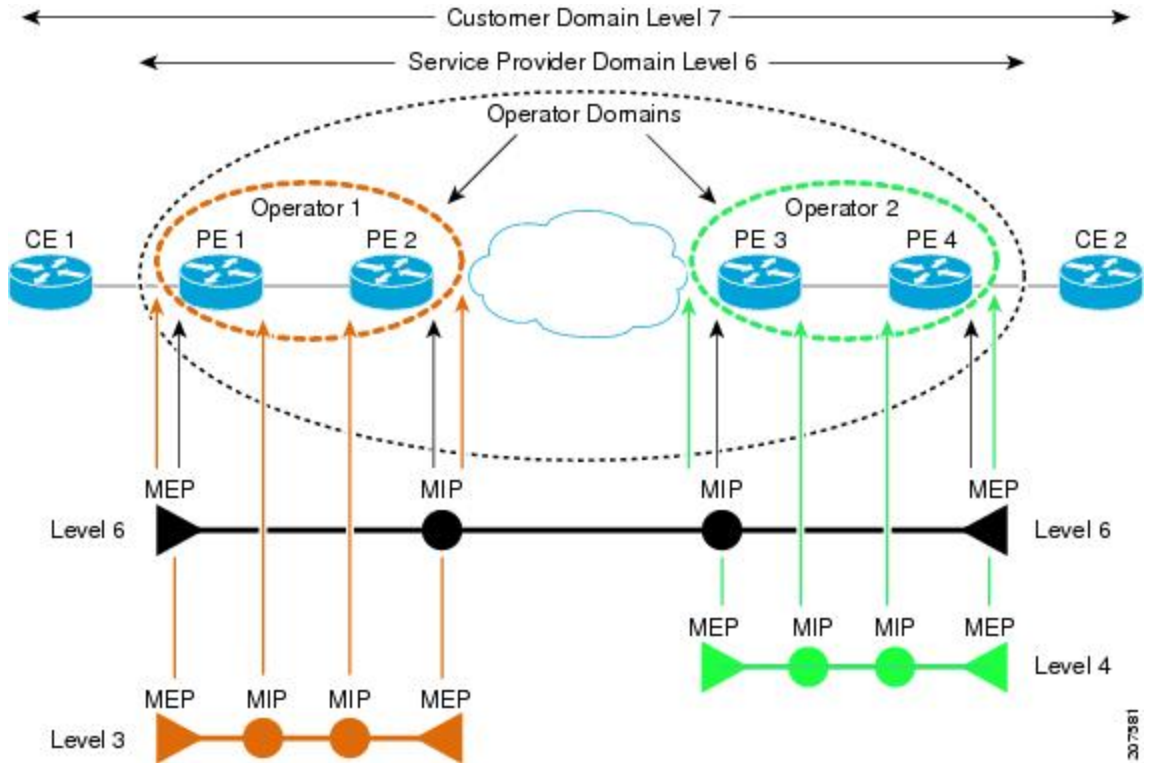 Customer Domain Level 7
Service Provider Domain Level 6
Operator Domains
Operator 1
Operator 2
CE 1
PE 1
PE 2
PE 3
PE 4
CE 2
MEP
MIP
MIP
MEP
Level 6
Level 6
MEP
MIP
MIP
MEP
Level 4
MEP
MIP
MIP
MEP
Level 3
207581